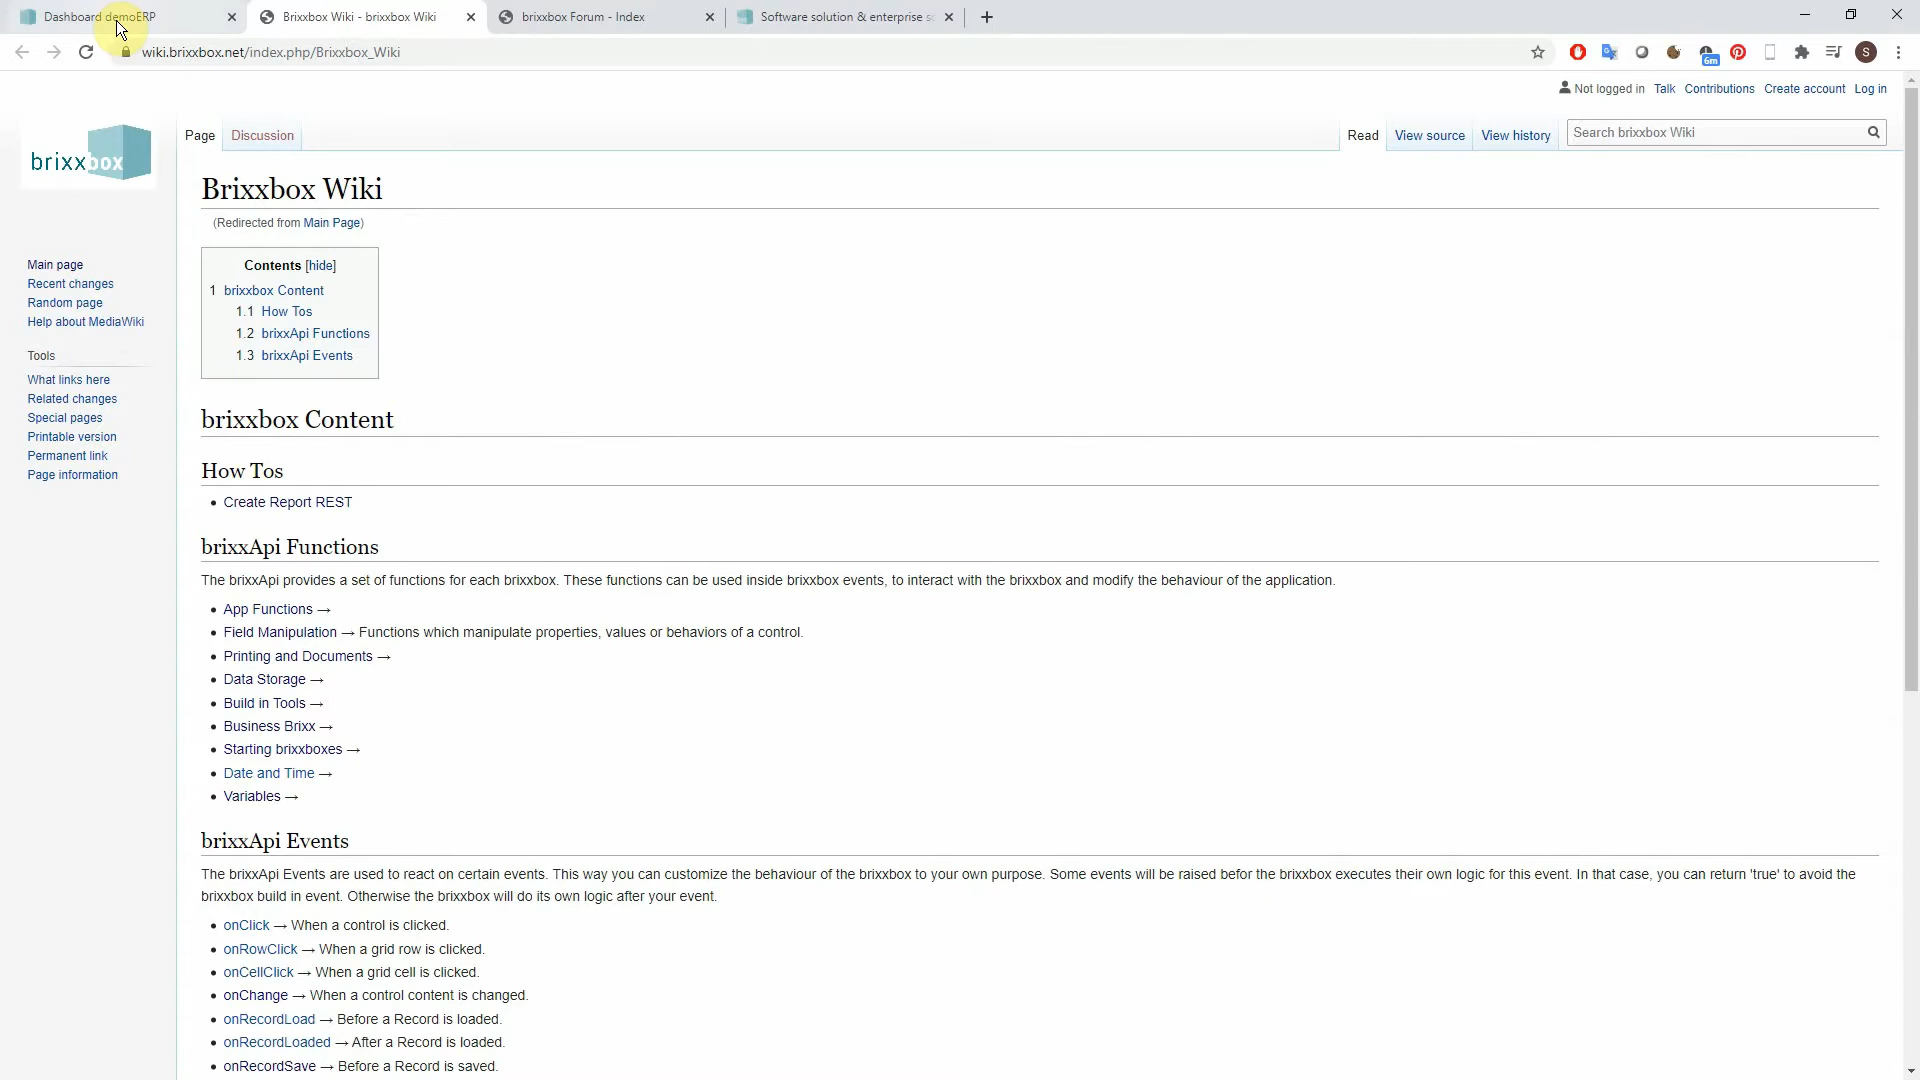 Dashboard demoERP
Brixxbox Wiki - brixxbox Wiki
brixxbox Forum - Index
Software solution & enterprise s
wiki.brixxbox.net/index.php/Brixxbox_Wiki
6m
S
Not logged in Talk Contributions Create account Log in
brixxbox
Page Discussion
Read View source View history
Search brixxbox Wiki
Brixxbox Wiki
(Redirected from Main Page)
Contents [hide]
1 brixxbox Content
1.1 How Tos
1.2 brixxApi Functions
1.3 brixxApi Events
Main page
Recent changes
Random page
Help about MediaWiki
Tools
What links here
Related changes
Special pages
Printable version
Permanent link
Page information
brixxbox Content
How Tos
• Create Report REST
brixxApi Functions
The brixxApi provides a set of functions for each brixxbox. These functions can be used inside brixxbox events, to interact with the brixxbox and modify the behaviour of the application.
• App Functions →
• Field Manipulation → Functions which manipulate properties, values or behaviors of a control.
• Printing and Documents →
• Data Storage →
• Build in Tools →
• Business Brixx →
• Starting brixxboxes →
• Date and Time →
• Variables →
brixxApi Events
The brixxApi Events are used to react on certain events. This way you can customize the behaviour of the brixxbox to your own purpose. Some events will be raised befor the brixxbox executes their own logic for this event. In that case, you can return 'true' to avoid the
brixxbox build in event. Otherwise the brixxbox will do its own logic after your event.
• onClick → When a control is clicked.
• onRowClick → When a grid row is clicked.
• onCellClick → When a grid cell is clicked.
• onChange → When a control content is changed.
• onRecordLoad → Before a Record is loaded.
• onRecordLoaded → After a Record is loaded.
• onRecordSave → Before a Record is saved.